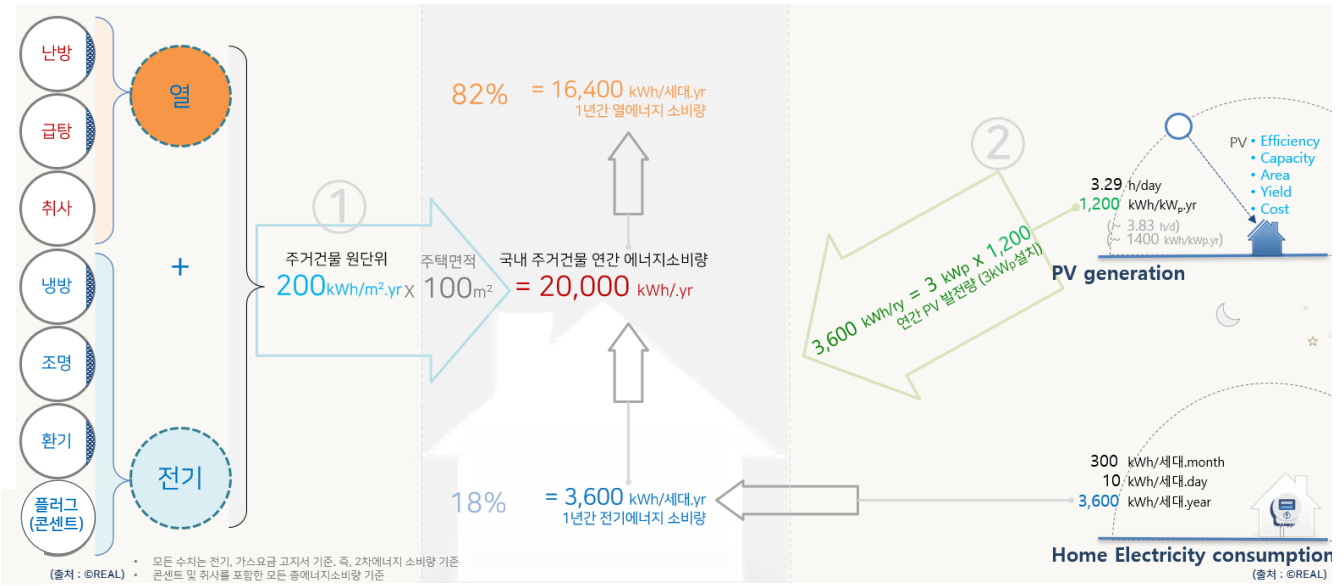 난방
급탕
취사
냉방
조명
환기
플러그
(콘센트)
열
+
전기
①
주거건물 원단위
200kWh/m².yr
x
주택면적
100m²
82%
= 16,400 kWh/세대.yr
1년간 열에너지 소비량
국내 주거건물 연간 에너지소비량
= 20,000 kWh/.yr
18%
= 3,600 kWh/세대.yr
1년간 전기에너지 소비량
②
3,600 kWh/ry = 3 kWp x 1,200
연간 PV 발전량 (3kWp설치)
PV • Efficiency
• Capacity
• Area
• Yield
• Cost
3.29 h/day
1,200 kWh/kWp.yr
(~ 3.83 h/d)
(~ 1400 kWh/kWp.yr)
PV generation
300 kWh/세대.month
10 kWh/세대.day
3,600 kWh/세대.year
Home Electricity consumption
(출처 : ©REAL)
(출처 : ©REAL)
• 모든 수치는 전기, 가스요금 고지서 기준. 즉, 2차에너지 소비량 기준
• 콘센트 및 취사를 포함한 모든 총에너지소비량 기준